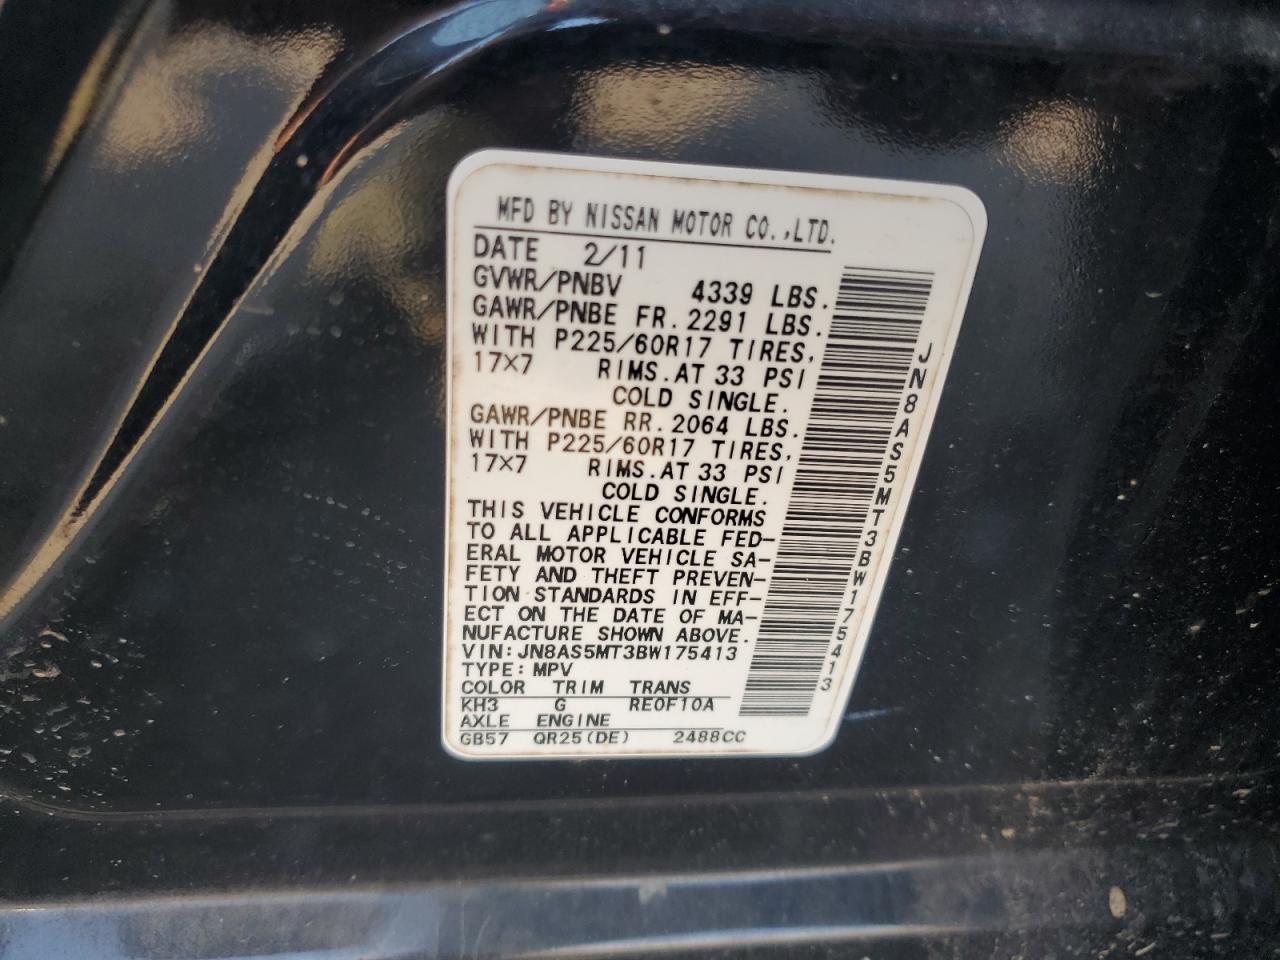 MFD BY NISSAN MOTOR CO.,LTD.
DATE 2/11
GVWR/PNBV 4339 LBS.
GAWR/PNBE FR. 2291 LBS.
WITH P225/60R17 TIRES,
17×7 RIMS. AT 33 PSI
COLD SINGLE.
GAWR/PNBE RR. 2064 LBS.
WITH P225/60R17 TIRES,
17×7 RIMS. AT 33 PSI
COLD SINGLE.
THIS VEHICLE CONFORMS
TO ALL APPLICABLE FED-
ERAL MOTOR VEHICLE SA-
FETY AND THEFT PREVEN-
TION STANDARDS IN EFF-
ECT ON THE DATE OF MA-
NUFACTURE SHOWN ABOVE.
VIN: JN8AS5MT3BW175413
TYPE: MPV
COLOR TRIM TRANS
KH3 G RE0F10A
AXLE ENGINE
GB57 QR25(DE) 2488CC
JN8AS5MT3BW175413